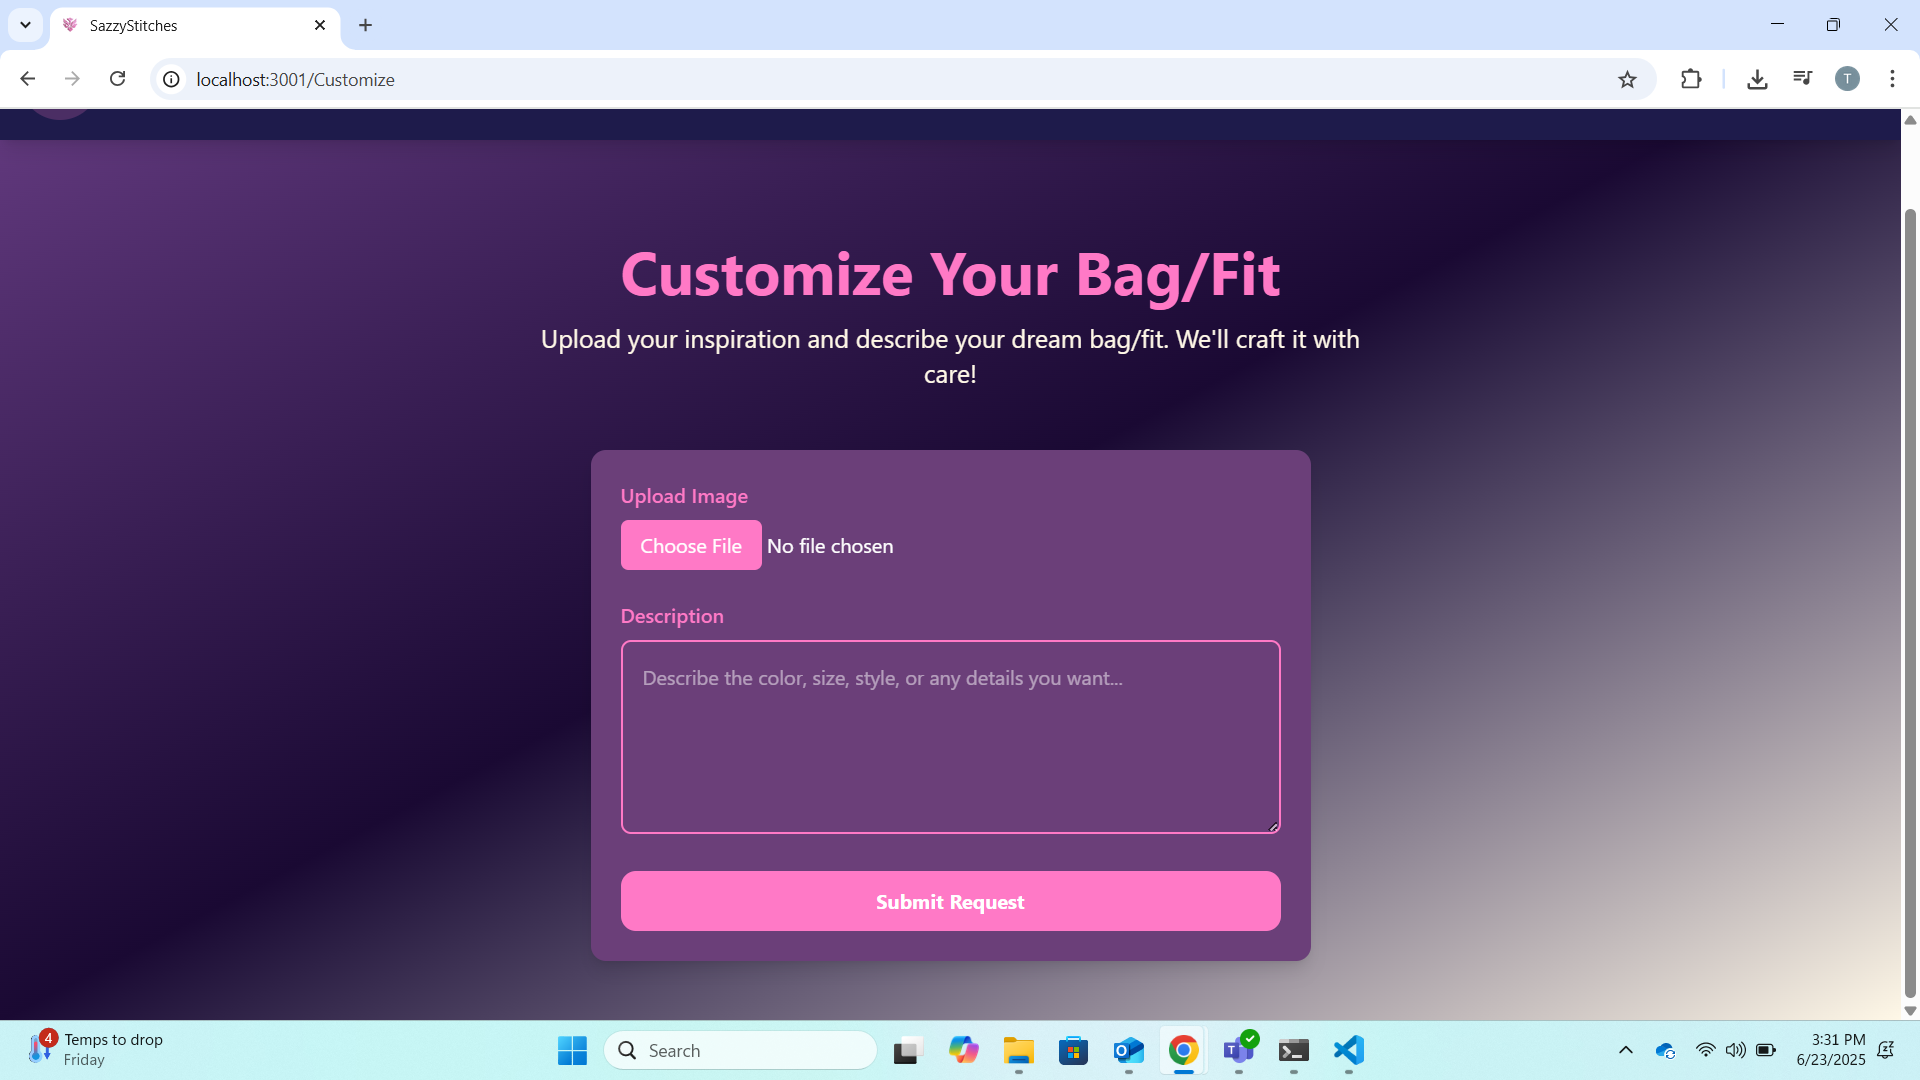 SazzyStitches
localhost:3001/Customize
T
Customize Your Bag/Fit
Upload your inspiration and describe your dream bag/fit. We'll craft it with
care!
Upload Image
Choose File No file chosen
Description
Describe the color, size, style, or any details you want...
Submit Request
4
Temps to drop
Friday
Search
3:31 PM
6/23/2025